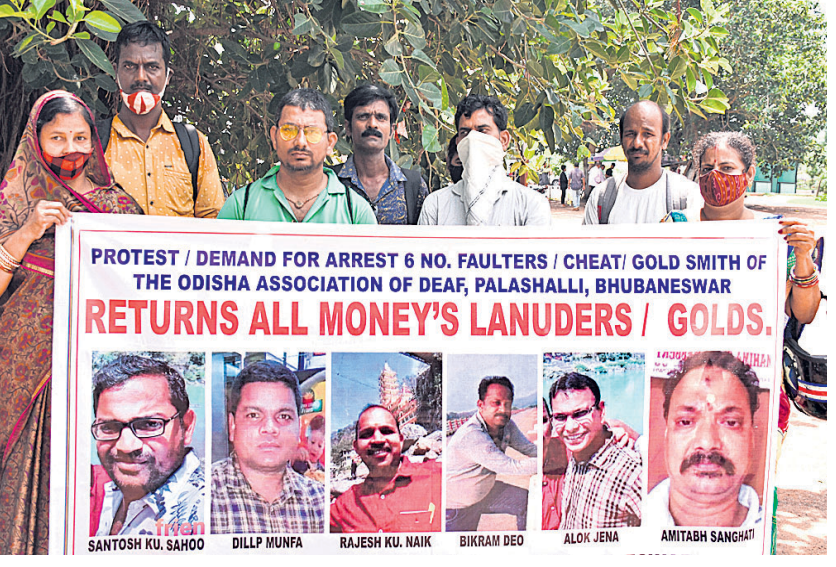 PROTEST / DEMAND FOR ARREST 6 NO. FAULTERS / CHEAT/ GOLD SMITH OF
THE ODISHA ASSOCIATION OF DEAF, PALASHALLI, BHUBANESWAR
RETURNS ALL MONEY'S LANUDERS / GOLDS.
SANTOSH KU. SAHOO
DILLP MUNFA
RAJESH KU. NAIK
BIKRAM DEO
ALOK JENA
AMITABH SANGHATI